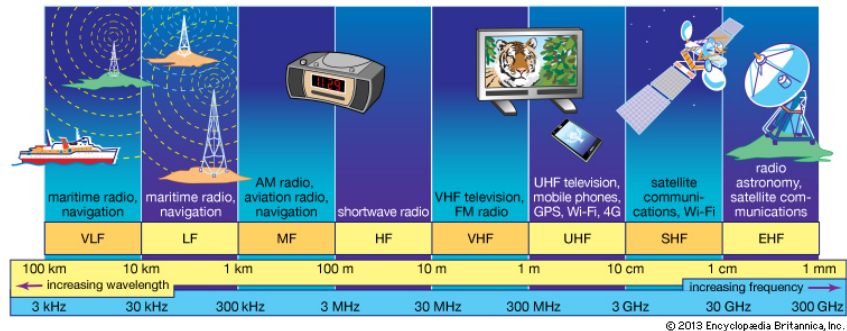 11:29
maritime radio,
navigation
maritime radio,
navigation
AM radio,
aviation radio,
navigation
shortwave radio
VHF television,
FM radio
UHF television,
mobile phones,
GPS, Wi-Fi, 4G
satellite
communi-
cations, Wi-Fi
radio
astronomy,
satellite com-
munications
VLF LF MF HF VHF UHF SHF EHF
100 km 10 km 1 km 100 m 10 m 1 m 10 cm 1 cm 1 mm
increasing wavelength increasing frequency
3 kHz 30 kHz 300 kHz 3 MHz 30 MHz 300 MHz 3 GHz 30 GHz 300 GHz
© 2013 Encyclopædia Britannica, Inc.